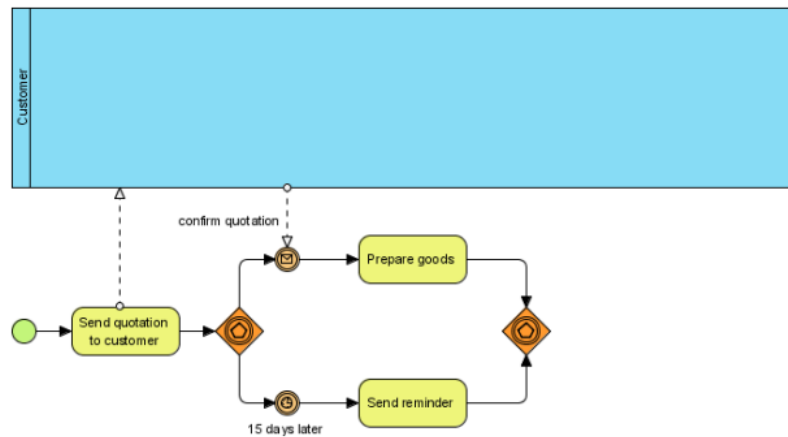 Customer
confirm quotation
Prepare goods
Send quotation
to customer
Send reminder
15 days later